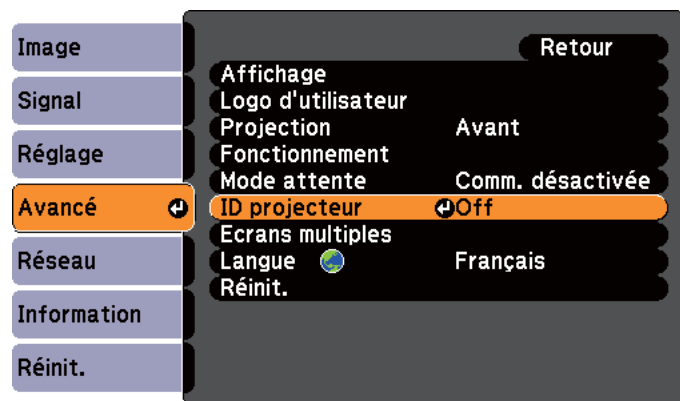 Image
Signal
Réglage
Avancé
Réseau
Information
Réinit.
Retour
Affichage
Logo d'utilisateur
Projection Avant
Fonctionnement
Mode attente Comm. désactivée
ID projecteur Off
Ecrans multiples
Langue Français
Réinit.